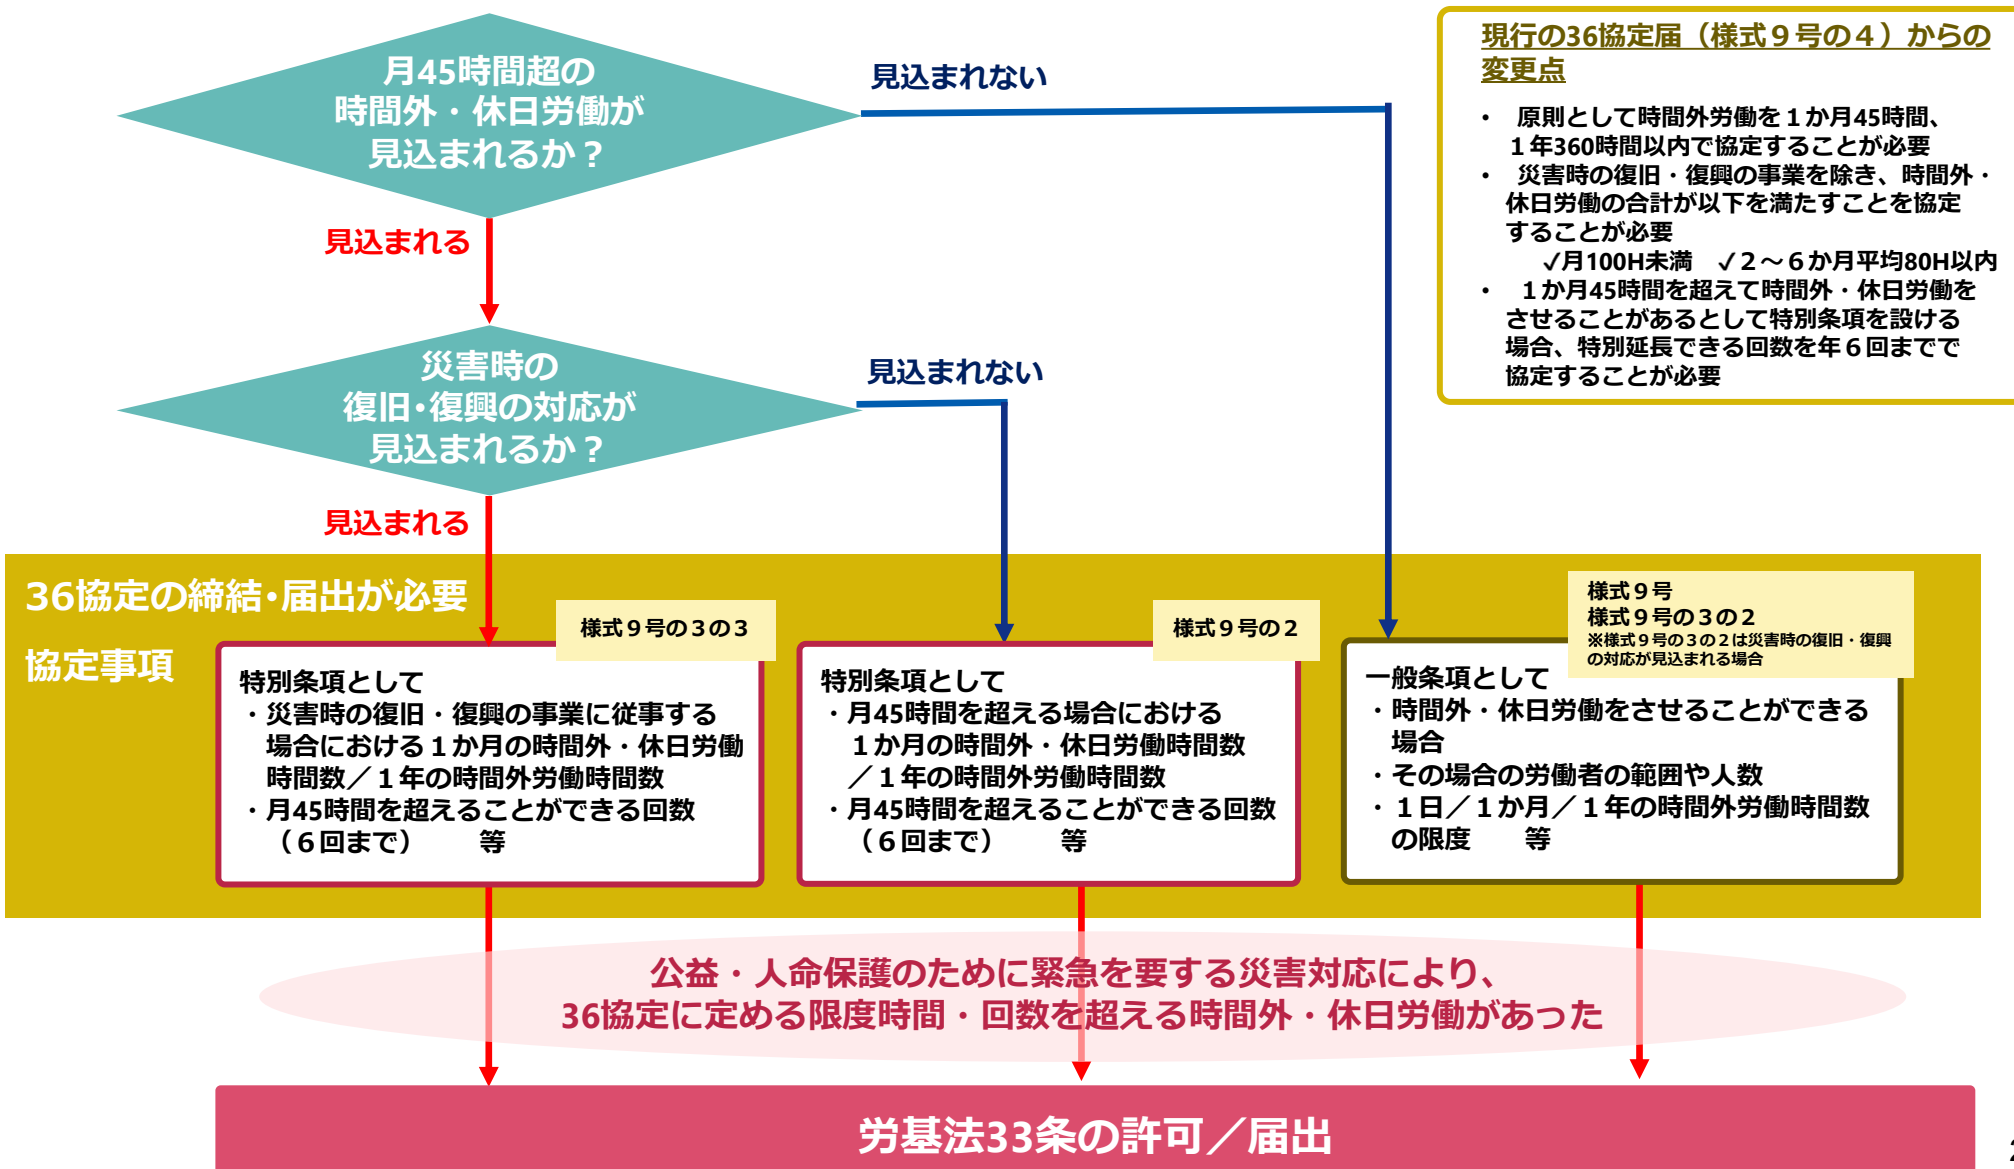 月45時間超の
時間外・休日労働が
見込まれるか？
見込まれない
見込まれる
現行の36協定届（様式９号の４）からの
変更点
・ 原則として時間外労働を１か月45時間、
１年360時間以内で協定することが必要
・ 災害時の復旧・復興の事業を除き、時間外・
休日労働の合計が以下を満たすことを協定
することが必要
✓月100H未満 ✓２～６か月平均80H以内
・ １か月45時間を超えて時間外・休日労働を
させることがあるとして特別条項を設ける
場合、特別延長できる回数を年６回までで
協定することが必要
災害時の
復旧・復興の対応が
見込まれるか？
見込まれない
見込まれる
36協定の締結・届出が必要
協定事項
様式９号の３の３
特別条項として
・災害時の復旧・復興の事業に従事する
場合における１か月の時間外・休日労働
時間数／１年の時間外労働時間数
・月45時間を超えることができる回数
（６回まで） 等
様式９号の２
特別条項として
・月45時間を超える場合における
１か月の時間外・休日労働時間数
／１年の時間外労働時間数
・月45時間を超えることができる回数
（６回まで） 等
様式９号
様式９号の３の２
※様式９号の３の２は災害時の復旧・復興
の対応が見込まれる場合
一般条項として
・時間外・休日労働をさせることができる
場合
・その場合の労働者の範囲や人数
・１日／１か月／１年の時間外労働時間数
の限度 等
公益・人命保護のために緊急を要する災害対応により、
36協定に定める限度時間・回数を超える時間外・休日労働があった
労基法33条の許可／届出